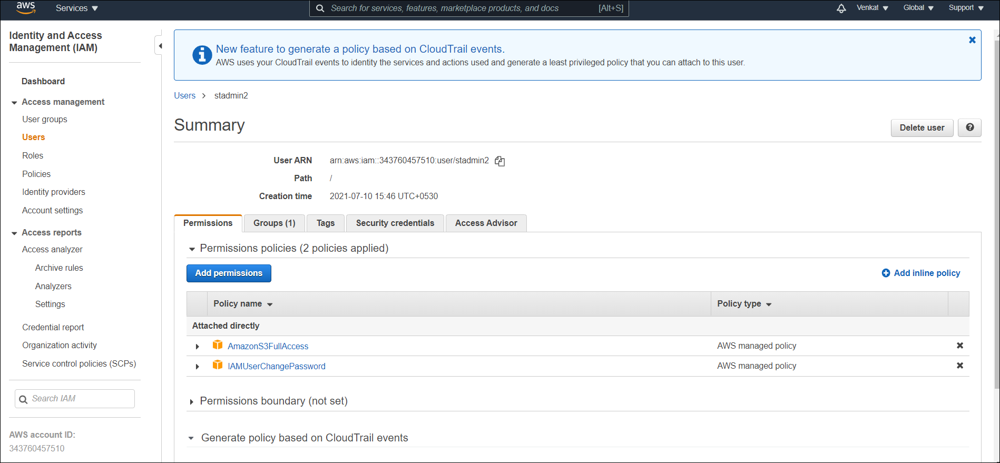 aws
Services
Search for services, features, marketplace products, and docs
[Alt+S]
Venkat
Global
Support
Identity and Access
Management (IAM)
Dashboard
Access management
User groups
Users
Roles
Policies
Identity providers
Account settings
Access reports
Access analyzer
Archive rules
Analyzers
Settings
Credential report
Organization activity
Service control policies (SCPs)
Search IAM
AWS account ID:
343760457510
New feature to generate a policy based on CloudTrail events.
AWS uses your CloudTrail events to identity the services and actions used and generate a least privileged policy that you can attach to this user.
Users
stadmin2
Summary
Delete user
User ARN
arn:aws:iam::343760457510:user/stadmin2
Path
/
Creation time
2021-07-10 15:46 UTC+0530
Permissions
Groups (1)
Tags
Security credentials
Access Advisor
Permissions policies (2 policies applied)
Add permissions
Add inline policy
Policy name
Policy type
Attached directly
AmazonS3FullAccess
AWS managed policy
IAMUserChangePassword
AWS managed policy
Permissions boundary (not set)
Generate policy based on CloudTrail events